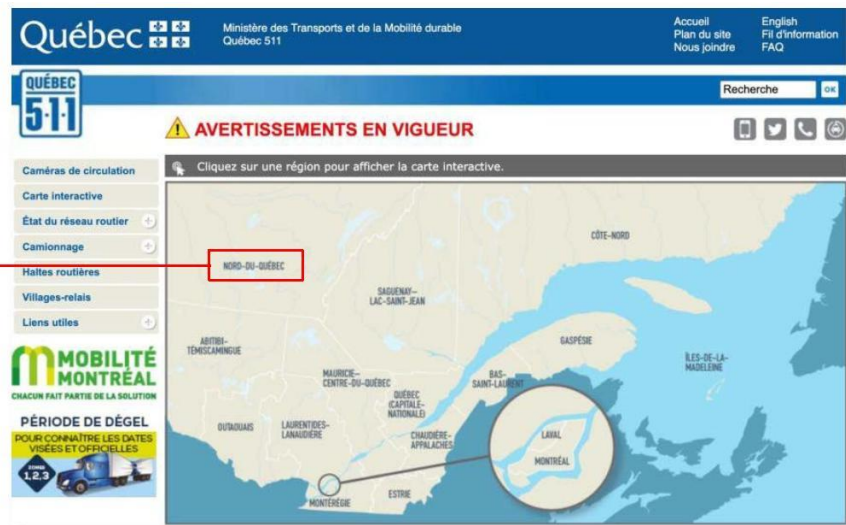 Québec
Ministère des Transports et de la Mobilité durable
Québec 511
Accueil
Plan du site
Nous joindre
English
Fil d'information
FAQ
QUÉBEC
511
Recherche
OK
AVERTISSEMENTS EN VIGUEUR
Cliquez sur une région pour afficher la carte interactive.
Caméras de circulation
Carte interactive
État du réseau routier
Camionnage
Haltes routières
Villages-relais
Liens utiles
MOBILITÉ
MONTRÉAL
CHACUN FAIT PARTIE DE LA SOLUTION
PÉRIODE DE DÉGEL
POUR CONNAÎTRE LES DATES
VISÉES ET OFFICIELLES
ZONES
1,2,3
CÔTE-NORD
NORD-DU-QUÉBEC
SAGUENAY–
LAC-SAINT-JEAN
ABITIBI–
TÉMISCAMINGUE
GASPÉSIE
ÎLES-DE-LA-
MADELEINE
MAURICIE–
CENTRE-DU-QUÉBEC
BAS-
SAINT-LAURENT
QUÉBEC
(CAPITALE-
NATIONALE)
OUTAOUAIS
LAURENTIDES-
LANAUDIÈRE
CHAUDIÈRE-
APPALACHES
LAVAL
MONTRÉAL
ESTRIE
MONTÉRÉGIE